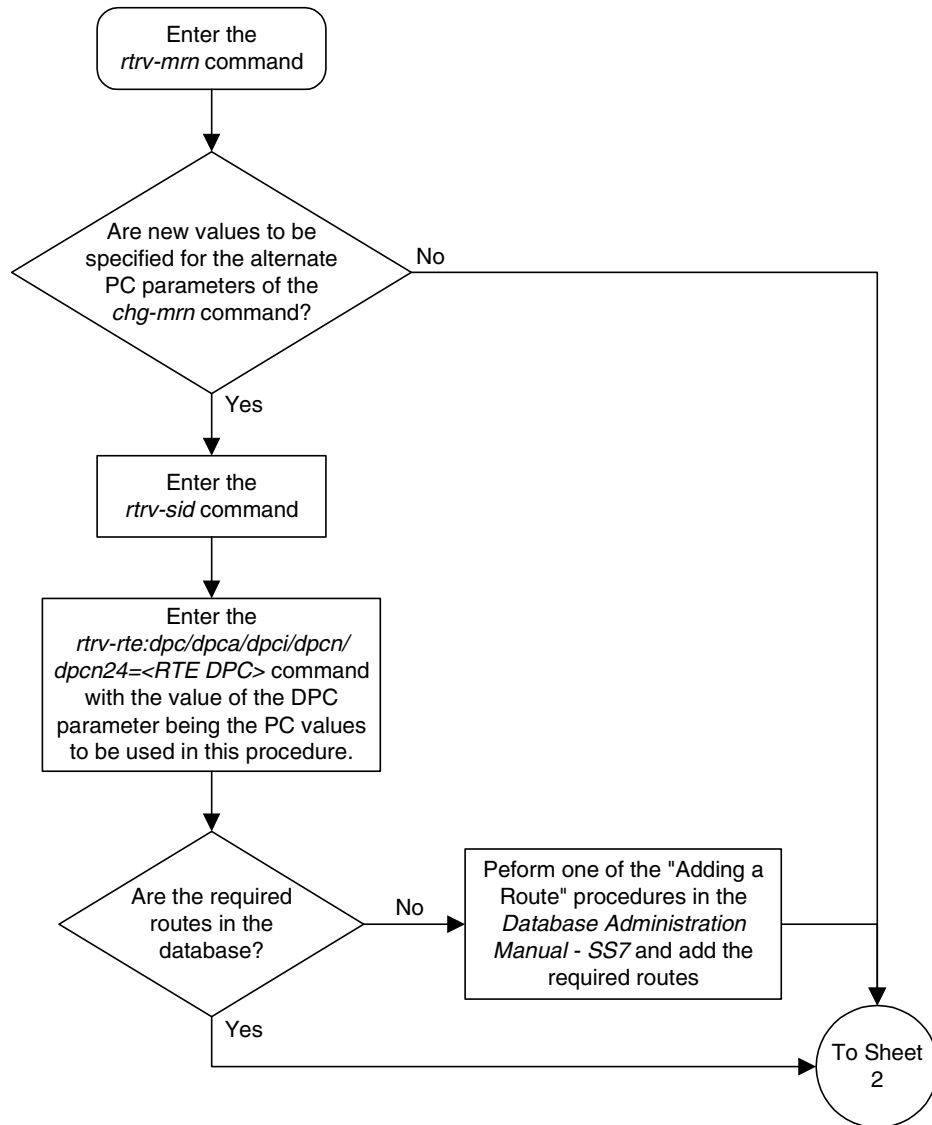 Enter the
rtrv-mrn command
Are new values to be
specified for the alternate
PC parameters of the
chg-mrn command?
No
Yes
Enter the
rtrv-sid command
Enter the
rtrv-rte:dpc/dpca/dpci/dpcn/
dpcn24=<RTE DPC> command
with the value of the DPC
parameter being the PC values
to be used in this procedure.
Are the required
routes in the
database?
No
Peform one of the "Adding a
Route" procedures in the
Database Administration
Manual - SS7 and add the
required routes
Yes
To Sheet
2